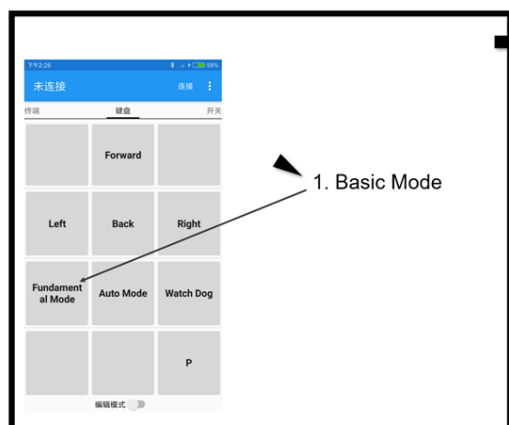 下午2:26
58%
未连接
连接
终端 键盘 开关
Forward
Left Back Right
Fundament
al Mode
Auto Mode Watch Dog
P
编辑模式
1. Basic Mode